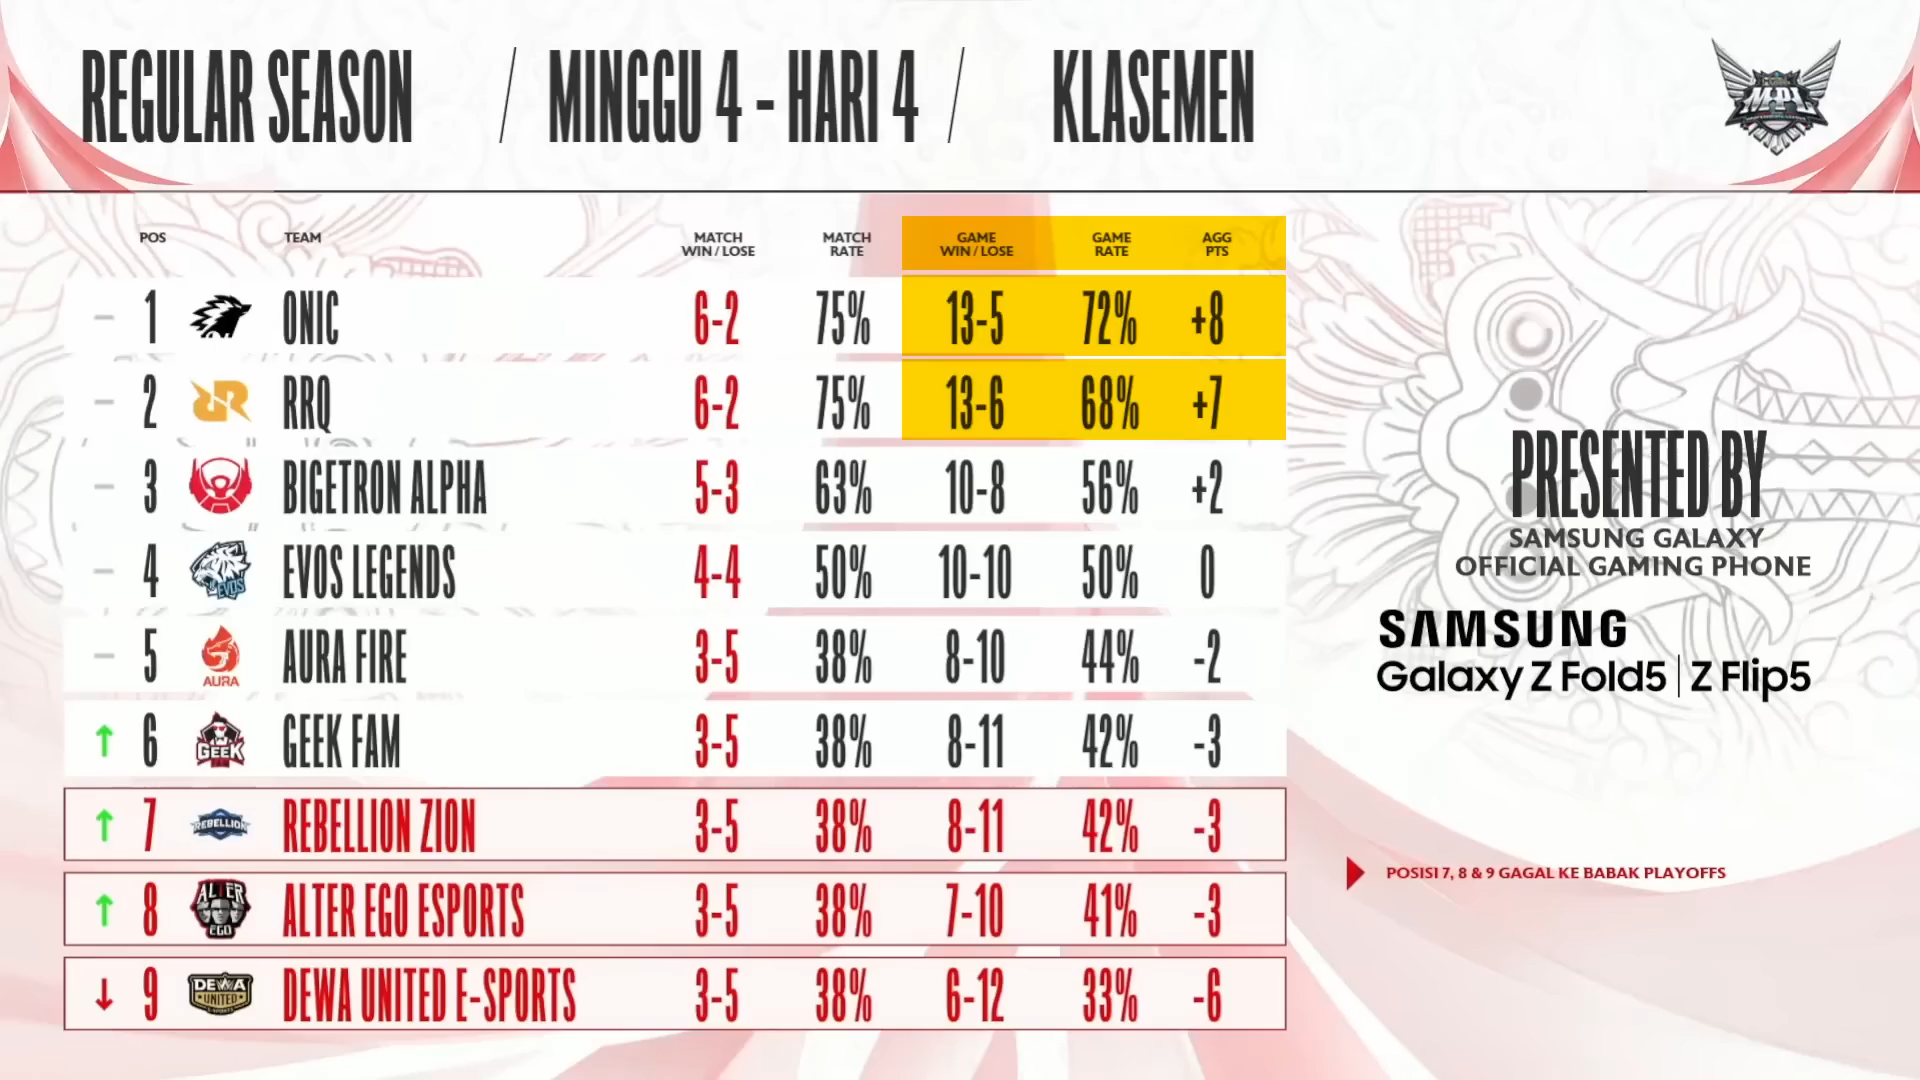 REGULAR SEASON / MINGGU 4 - HARI 4 / KLASEMEN
MPL
POS TEAM MATCH WIN / LOSE MATCH RATE GAME WIN / LOSE GAME RATE AGG PTS
1 ONIC 6-2 75% 13-5 72% +8
2 RRQ 6-2 75% 13-6 68% +7
3 BIGETRON ALPHA 5-3 63% 10-8 56% +2
4 EVOS EVOS LEGENDS 4-4 50% 10-10 50% 0
5 AURA AURA FIRE 3-5 38% 8-10 44% -2
6 GEEK GEEK FAM 3-5 38% 8-11 42% -3
7 REBELLION REBELLION ZION 3-5 38% 8-11 42% -3
8 ALTER EGO ALTER EGO ESPORTS 3-5 38% 7-10 41% -3
9 DEWA UNITED DEWA UNITED E-SPORTS 3-5 38% 6-12 33% -6
PRESENTED BY
SAMSUNG GALAXY
OFFICIAL GAMING PHONE
SAMSUNG
Galaxy Z Fold5 | Z Flip5
POSISI 7, 8 & 9 GAGAL KE BABAK PLAYOFFS